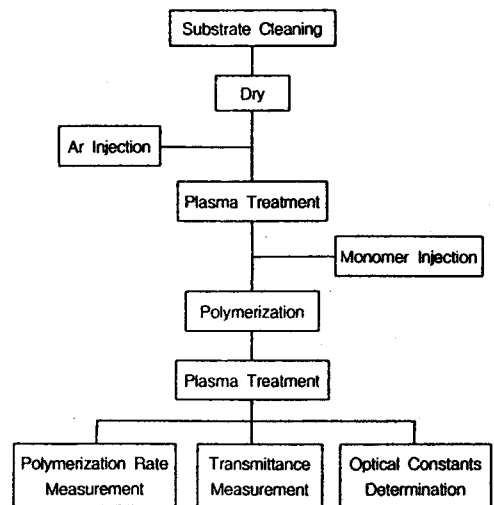 Substrate Cleaning
Dry
Ar Injection
Plasma Treatment
Monomer Injection
Polymerization
Plasma Treatment
Polymerization Rate
Measurement
Transmittance
Measurement
Optical Constants
Determination